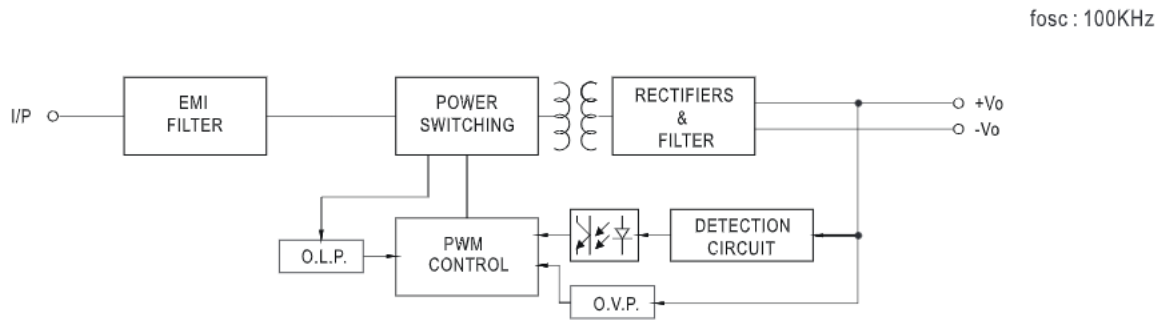 fosc : 100KHz
I/P
EMI
FILTER
POWER
SWITCHING
RECTIFIERS
&
FILTER
+Vo
-Vo
O.L.P.
PWM
CONTROL
DETECTION
CIRCUIT
O.V.P.